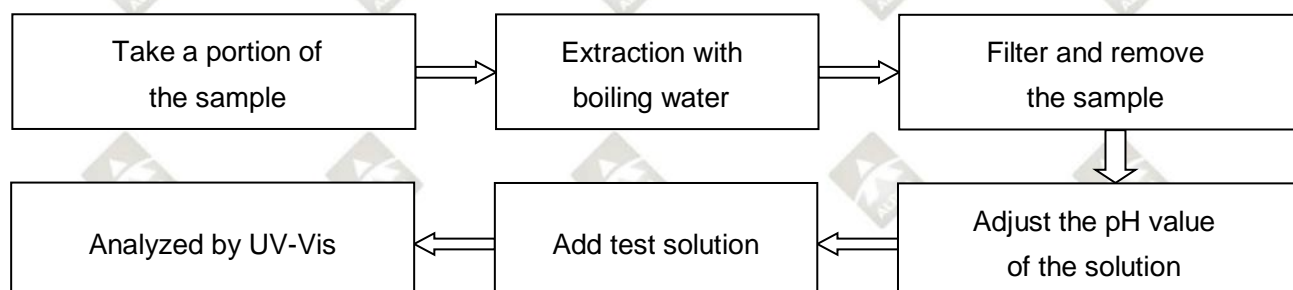 Take a portion of
the sample
Extraction with
boiling water
Filter and remove
the sample
Adjust the pH value
of the solution
Add test solution
Analyzed by UV-Vis